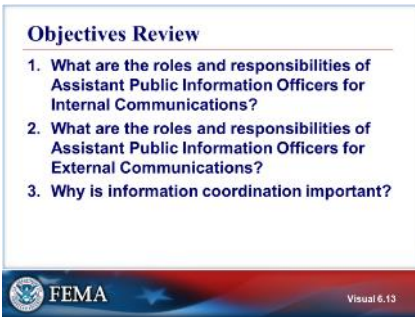 Objectives Review
1. What are the roles and responsibilities of
Assistant Public Information Officers for
Internal Communications?
2. What are the roles and responsibilities of
Assistant Public Information Officers for
External Communications?
3. Why is information coordination important?
FEMA
Visual 6.13